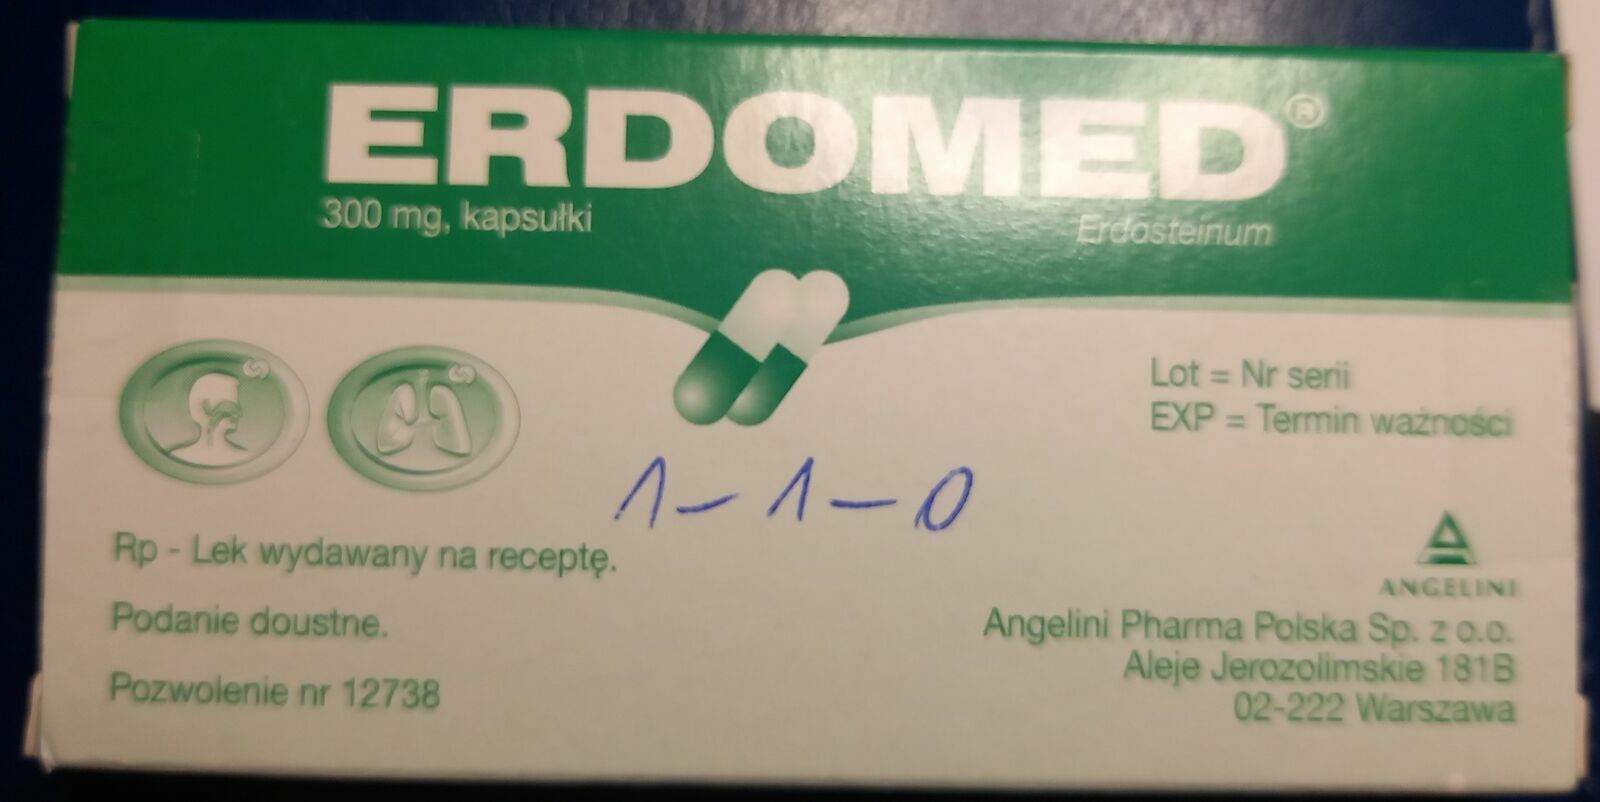 ERDOMED®
300 mg, kapsułki
Erdosteinum
Lot = Nr serii
EXP = Termin ważności
1-1-0
Rp - Lek wydawany na receptę.
Podanie doustne.
Pozwolenie nr 12738
ANGELINI
Angelini Pharma Polska Sp. z o.o.
Aleje Jerozolimskie 181B
02-222 Warszawa